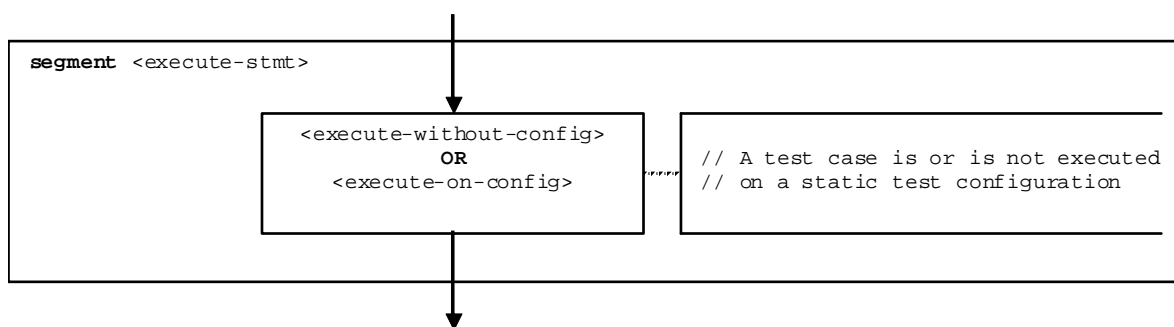 segment <execute-stmt>
<execute-without-config>
OR
<execute-on-config>
// A test case is or is not executed
// on a static test configuration